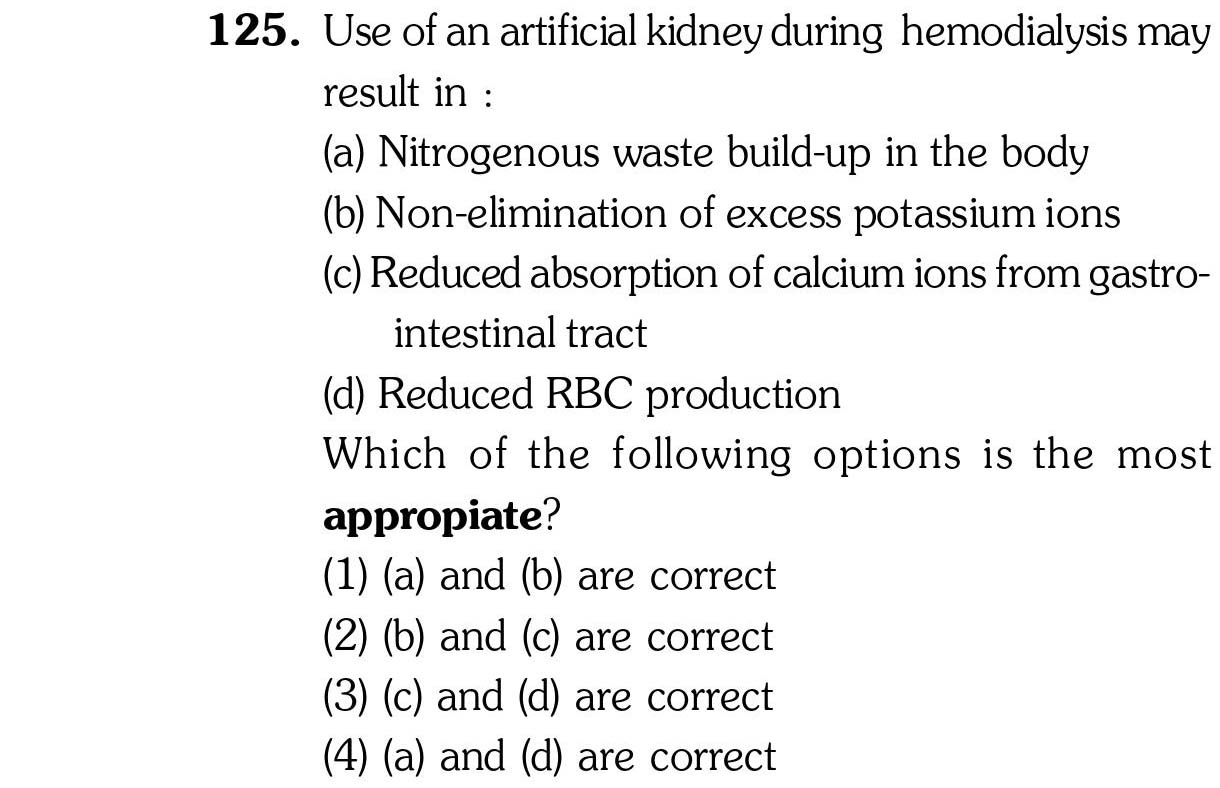 125. Use of an artificial kidney during hemodialysis may
result in :
(a) Nitrogenous waste build-up in the body
(b) Non-elimination of excess potassium ions
(c) Reduced absorption of calcium ions from gastro-
intestinal tract
(d) Reduced RBC production
Which of the following options is the most
appropiate?
(1) (a) and (b) are correct
(2) (b) and (c) are correct
(3) (c) and (d) are correct
(4) (a) and (d) are correct